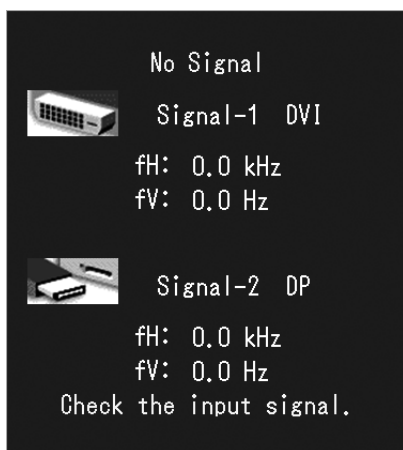 No Signal
Signal-1 DVI
fH: 0.0 kHz
fV: 0.0 Hz
Signal-2 DP
fH: 0.0 kHz
fV: 0.0 Hz
Check the input signal.